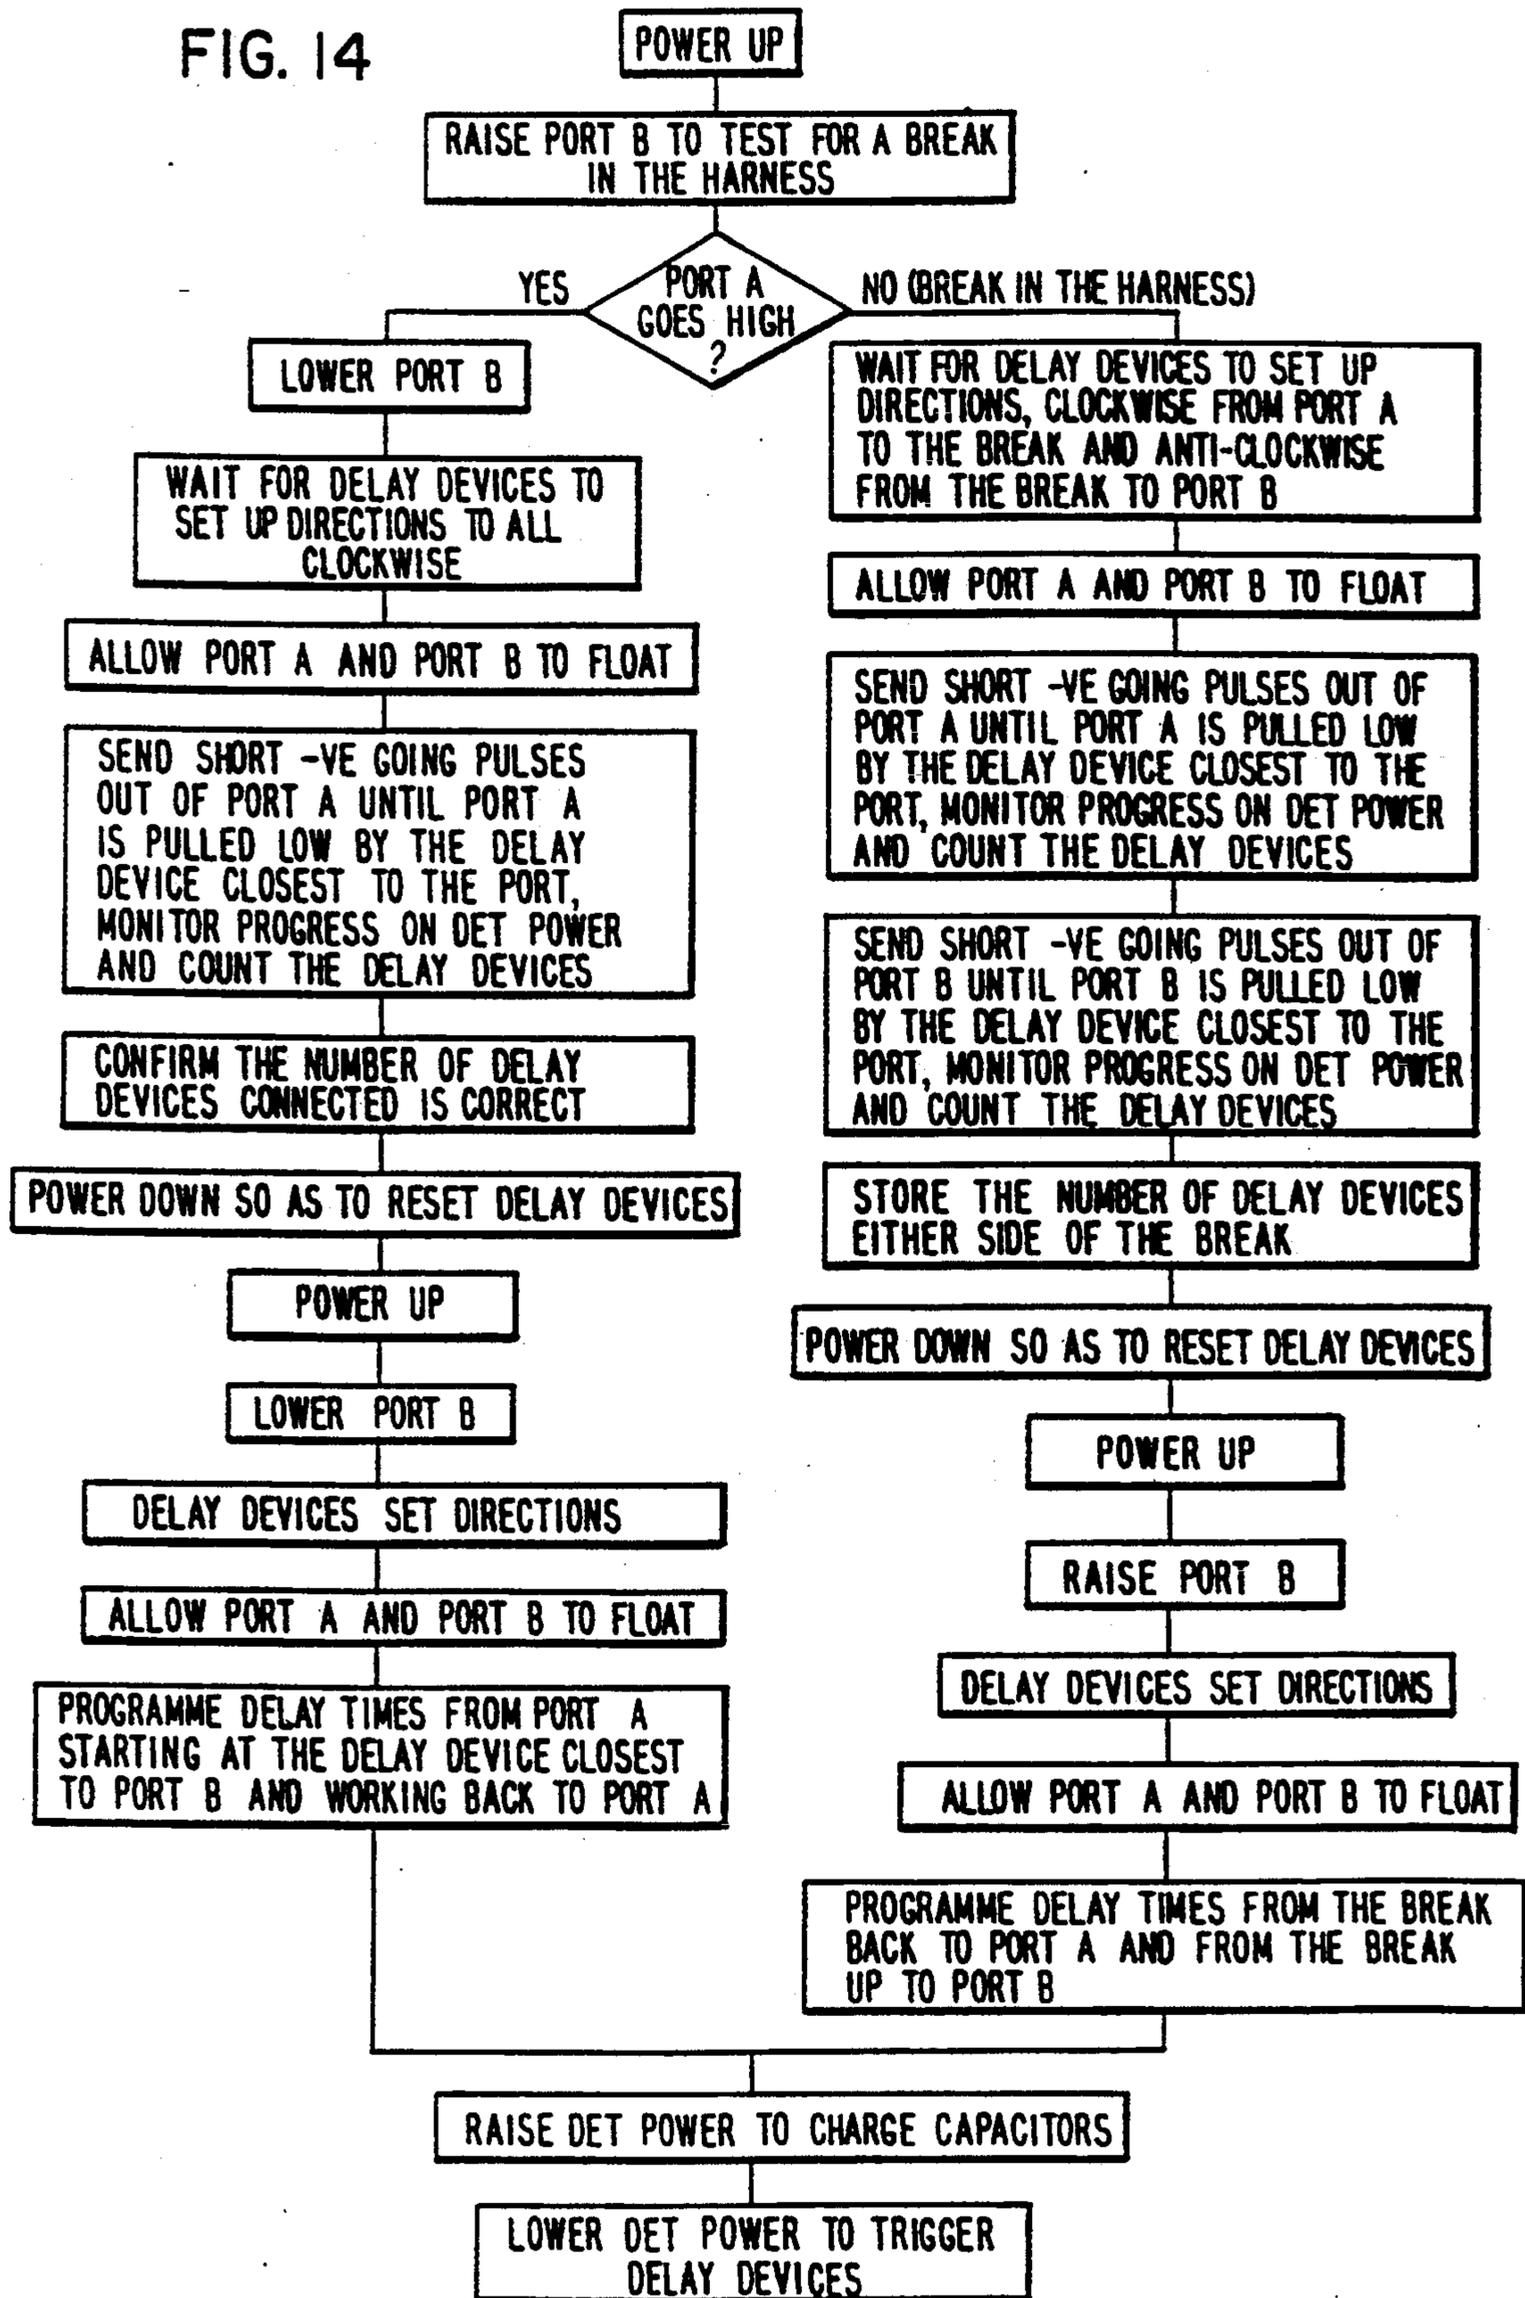 FIG. 14
POWER UP
RAISE PORT B TO TEST FOR A BREAK
IN THE HARNESS
PORT A
GOES HIGH
?
YES
NO (BREAK IN THE HARNESS)
LOWER PORT B
WAIT FOR DELAY DEVICES TO
SET UP DIRECTIONS TO ALL
CLOCKWISE
ALLOW PORT A AND PORT B TO FLOAT
SEND SHORT -VE GOING PULSES
OUT OF PORT A UNTIL PORT A
IS PULLED LOW BY THE DELAY
DEVICE CLOSEST TO THE PORT,
MONITOR PROGRESS ON DET POWER
AND COUNT THE DELAY DEVICES
CONFIRM THE NUMBER OF DELAY
DEVICES CONNECTED IS CORRECT
POWER DOWN SO AS TO RESET DELAY DEVICES
POWER UP
LOWER PORT B
DELAY DEVICES SET DIRECTIONS
ALLOW PORT A AND PORT B TO FLOAT
PROGRAMME DELAY TIMES FROM PORT A
STARTING AT THE DELAY DEVICE CLOSEST
TO PORT B AND WORKING BACK TO PORT A
WAIT FOR DELAY DEVICES TO SET UP
DIRECTIONS, CLOCKWISE FROM PORT A
TO THE BREAK AND ANTI-CLOCKWISE
FROM THE BREAK TO PORT B
ALLOW PORT A AND PORT B TO FLOAT
SEND SHORT -VE GOING PULSES OUT OF
PORT A UNTIL PORT A IS PULLED LOW
BY THE DELAY DEVICE CLOSEST TO THE
PORT, MONITOR PROGRESS ON DET POWER
AND COUNT THE DELAY DEVICES
SEND SHORT -VE GOING PULSES OUT OF
PORT B UNTIL PORT B IS PULLED LOW
BY THE DELAY DEVICE CLOSEST TO THE
PORT, MONITOR PROGRESS ON DET POWER
AND COUNT THE DELAY DEVICES
STORE THE NUMBER OF DELAY DEVICES
EITHER SIDE OF THE BREAK
POWER DOWN SO AS TO RESET DELAY DEVICES
POWER UP
RAISE PORT B
DELAY DEVICES SET DIRECTIONS
ALLOW PORT A AND PORT B TO FLOAT
PROGRAMME DELAY TIMES FROM THE BREAK
BACK TO PORT A AND FROM THE BREAK
UP TO PORT B
RAISE DET POWER TO CHARGE CAPACITORS
LOWER DET POWER TO TRIGGER
DELAY DEVICES